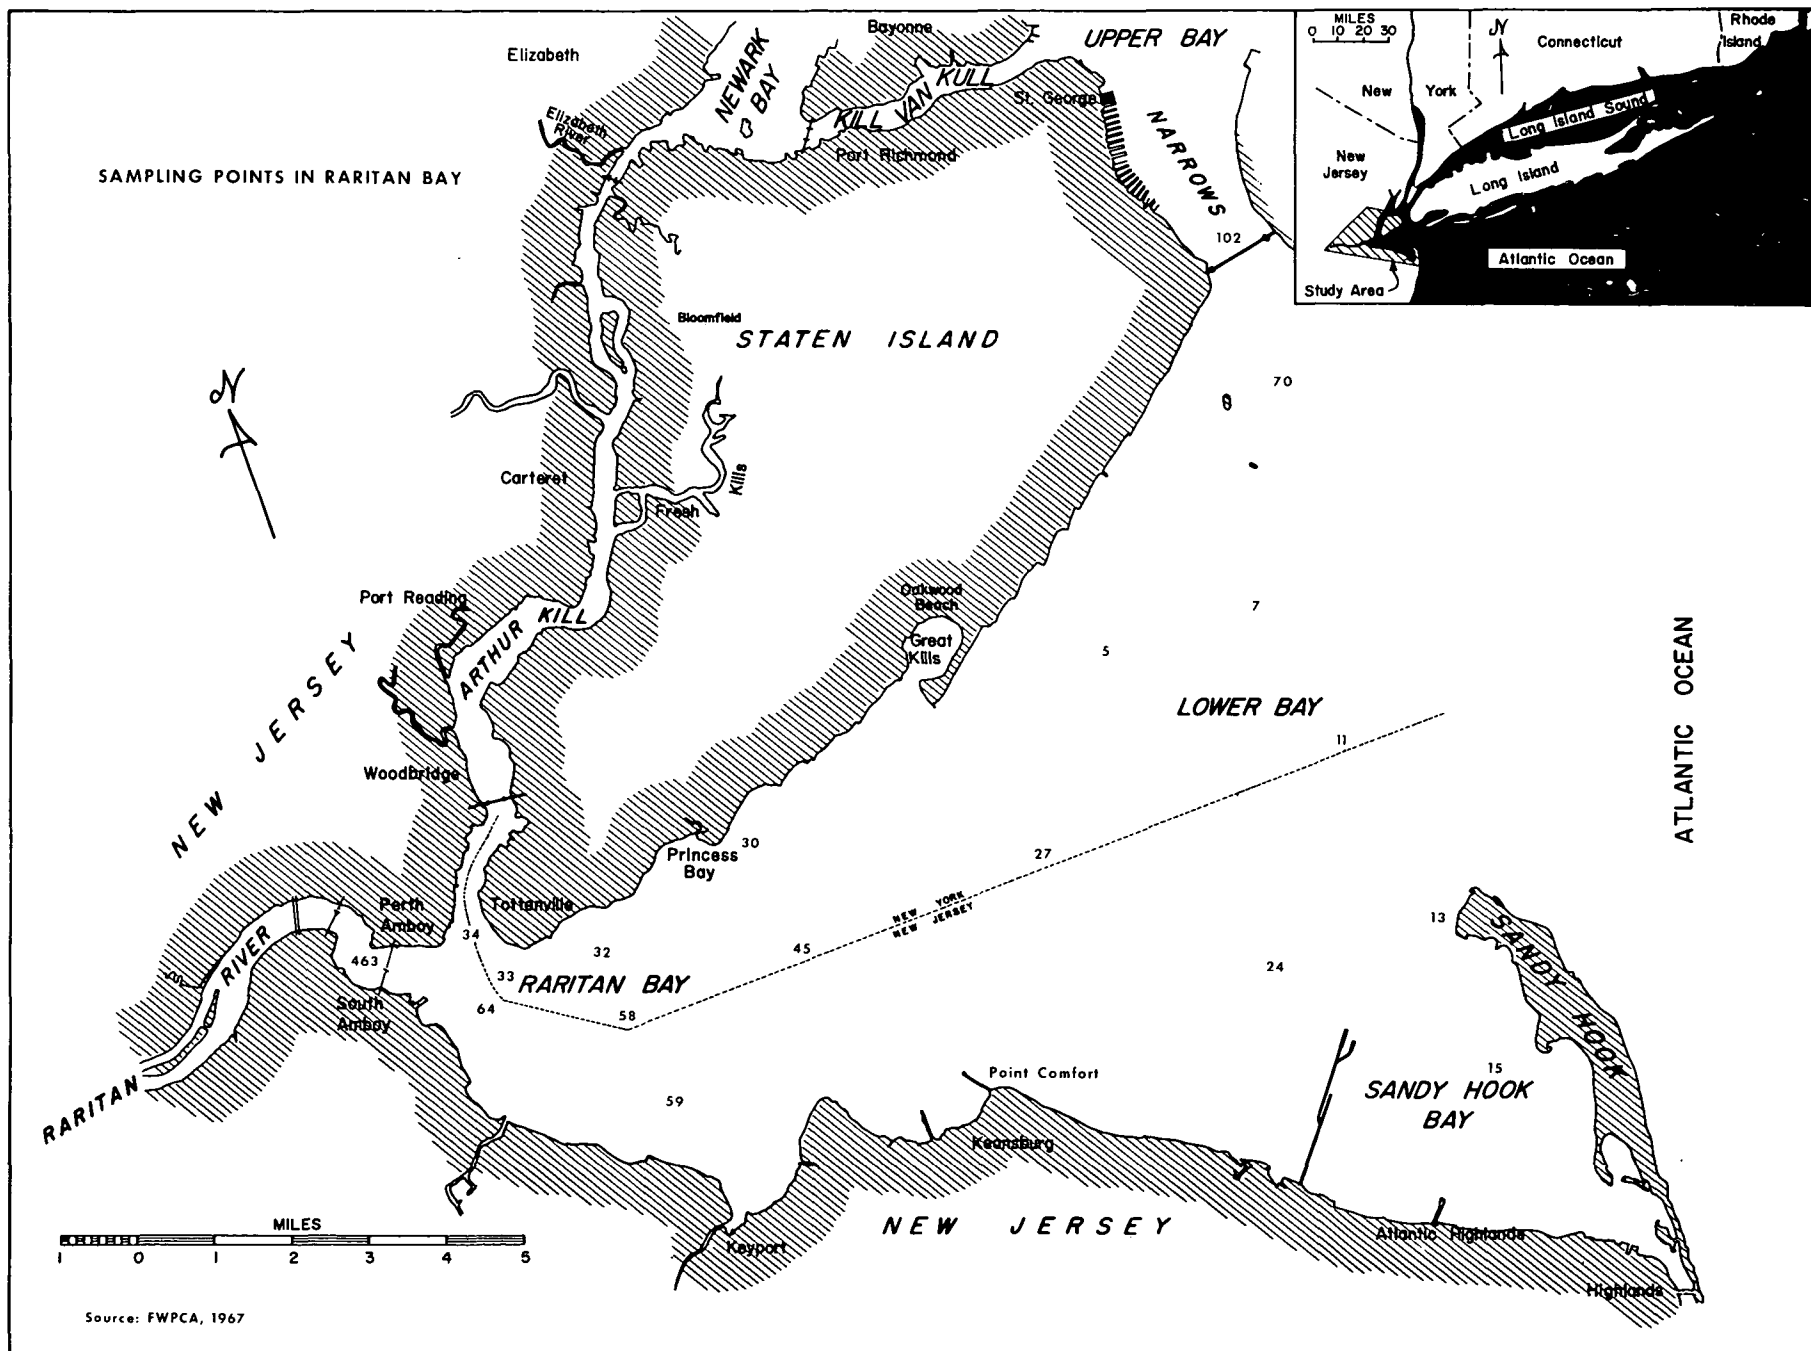 UPPER BAY
Bayonne
Elizabeth
NEWARK
BAY
KILL VAN KULL
St. George
NARROWS
Elizabeth
River
Port Richmond
SAMPLING POINTS IN RARITAN BAY
102
MILES
0 10 20 30
N
Connecticut
Rhode
Island
New York
Long Island Sound
New
Jersey
Long Island
Atlantic Ocean
Study Area
Bloomfield
STATEN ISLAND
70
N
Carteret
Fresh
Kills
Port Reading
ARTHUR KILL
Oakwood
Beach
Great
Kills
7
5
NEW JERSEY
LOWER BAY
11
ATLANTIC OCEAN
Woodbridge
30
Princess
Bay
27
NEW YORK
NEW JERSEY
Perth
Amboy
Tottenville
13
SANDY HOOK
34
32
45
463
33
RARITAN BAY
24
64
58
South
Amboy
RARITAN RIVER
15
SANDY HOOK
BAY
Point Comfort
59
Keansburg
NEW JERSEY
Keyport
Atlantic Highlands
Highlands
MILES
1 0 1 2 3 4 5
Source: FWPCA, 1967